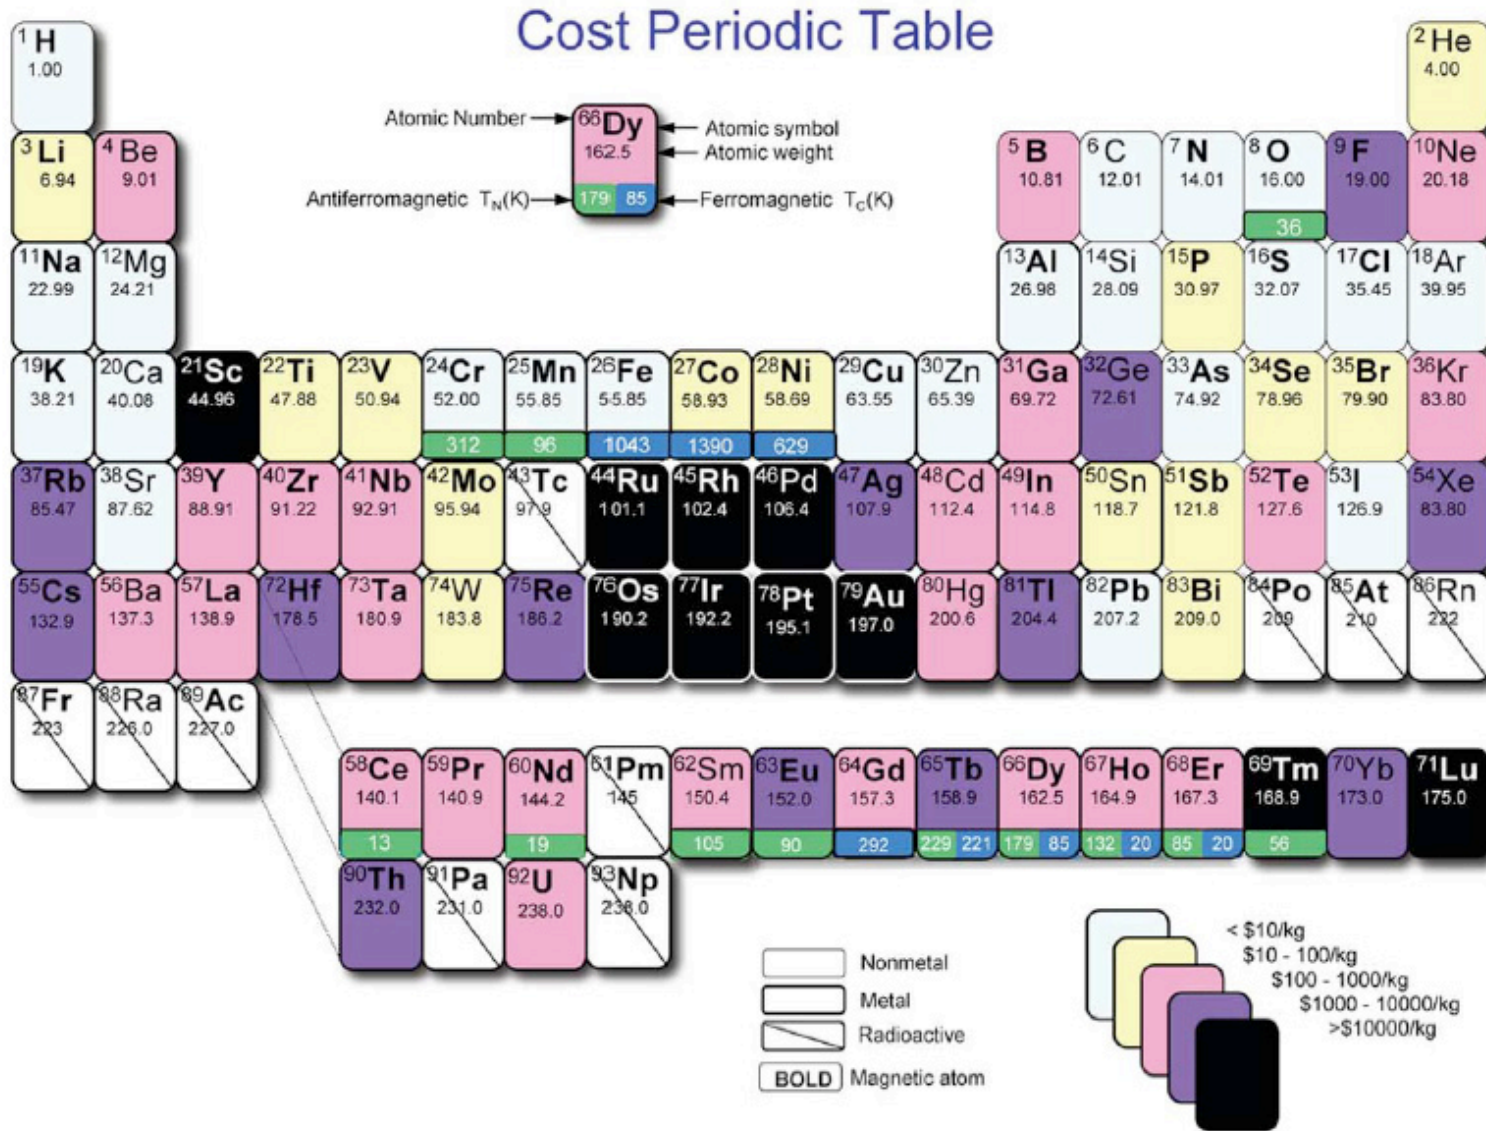 Cost Periodic Table
1 H
1.00
2 He
4.00
Atomic Number
66 Dy
162.5
179 85
Atomic symbol
Atomic weight
Antiferromagnetic TN(K)
Ferromagnetic TC(K)
3 Li 4 Be 5 B 6 C 7 N 8 O 9 F 10 Ne
6.94 9.01 10.81 12.01 14.01 16.00 19.00 20.18
36
11 Na 12 Mg 13 Al 14 Si 15 P 16 S 17 Cl 18 Ar
22.99 24.21 26.98 28.09 30.97 32.07 35.45 39.95
19 K 20 Ca 21 Sc 22 Ti 23 V 24 Cr 25 Mn 26 Fe 27 Co 28 Ni 29 Cu 30 Zn 31 Ga 32 Ge 33 As 34 Se 35 Br 36 Kr
38.21 40.08 44.96 47.88 50.94 52.00 55.85 55.85 58.93 58.69 63.55 65.39 69.72 72.61 74.92 78.96 79.90 83.80
312 96 1043 1390 629
37 Rb 38 Sr 39 Y 40 Zr 41 Nb 42 Mo 43 Tc 44 Ru 45 Rh 46 Pd 47 Ag 48 Cd 49 In 50 Sn 51 Sb 52 Te 53 I 54 Xe
85.47 87.62 88.91 91.22 92.91 95.94 97.9 101.1 102.4 106.4 107.9 112.4 114.8 118.7 121.8 127.6 126.9 83.80
55 Cs 56 Ba 57 La 72 Hf 73 Ta 74 W 75 Re 76 Os 77 Ir 78 Pt 79 Au 80 Hg 81 Tl 82 Pb 83 Bi 84 Po 85 At 86 Rn
132.9 137.3 138.9 178.5 180.9 183.8 186.2 190.2 192.2 195.1 197.0 200.6 204.4 207.2 209.0 209 210 222
87 Fr 88 Ra 89 Ac
223 226.0 227.0
58 Ce 59 Pr 60 Nd 61 Pm 62 Sm 63 Eu 64 Gd 65 Tb 66 Dy 67 Ho 68 Er 69 Tm 70 Yb 71 Lu
140.1 140.9 144.2 145 150.4 152.0 157.3 158.9 162.5 164.9 167.3 168.9 173.0 175.0
13 19 105 90 292 229 221 179 85 132 20 85 20 56
90 Th 91 Pa 92 U 93 Np
232.0 231.0 238.0 238.0
Nonmetal
Metal
Radioactive
BOLD Magnetic atom
< $10/kg
$10 - 100/kg
$100 - 1000/kg
$1000 - 10000/kg
>$10000/kg